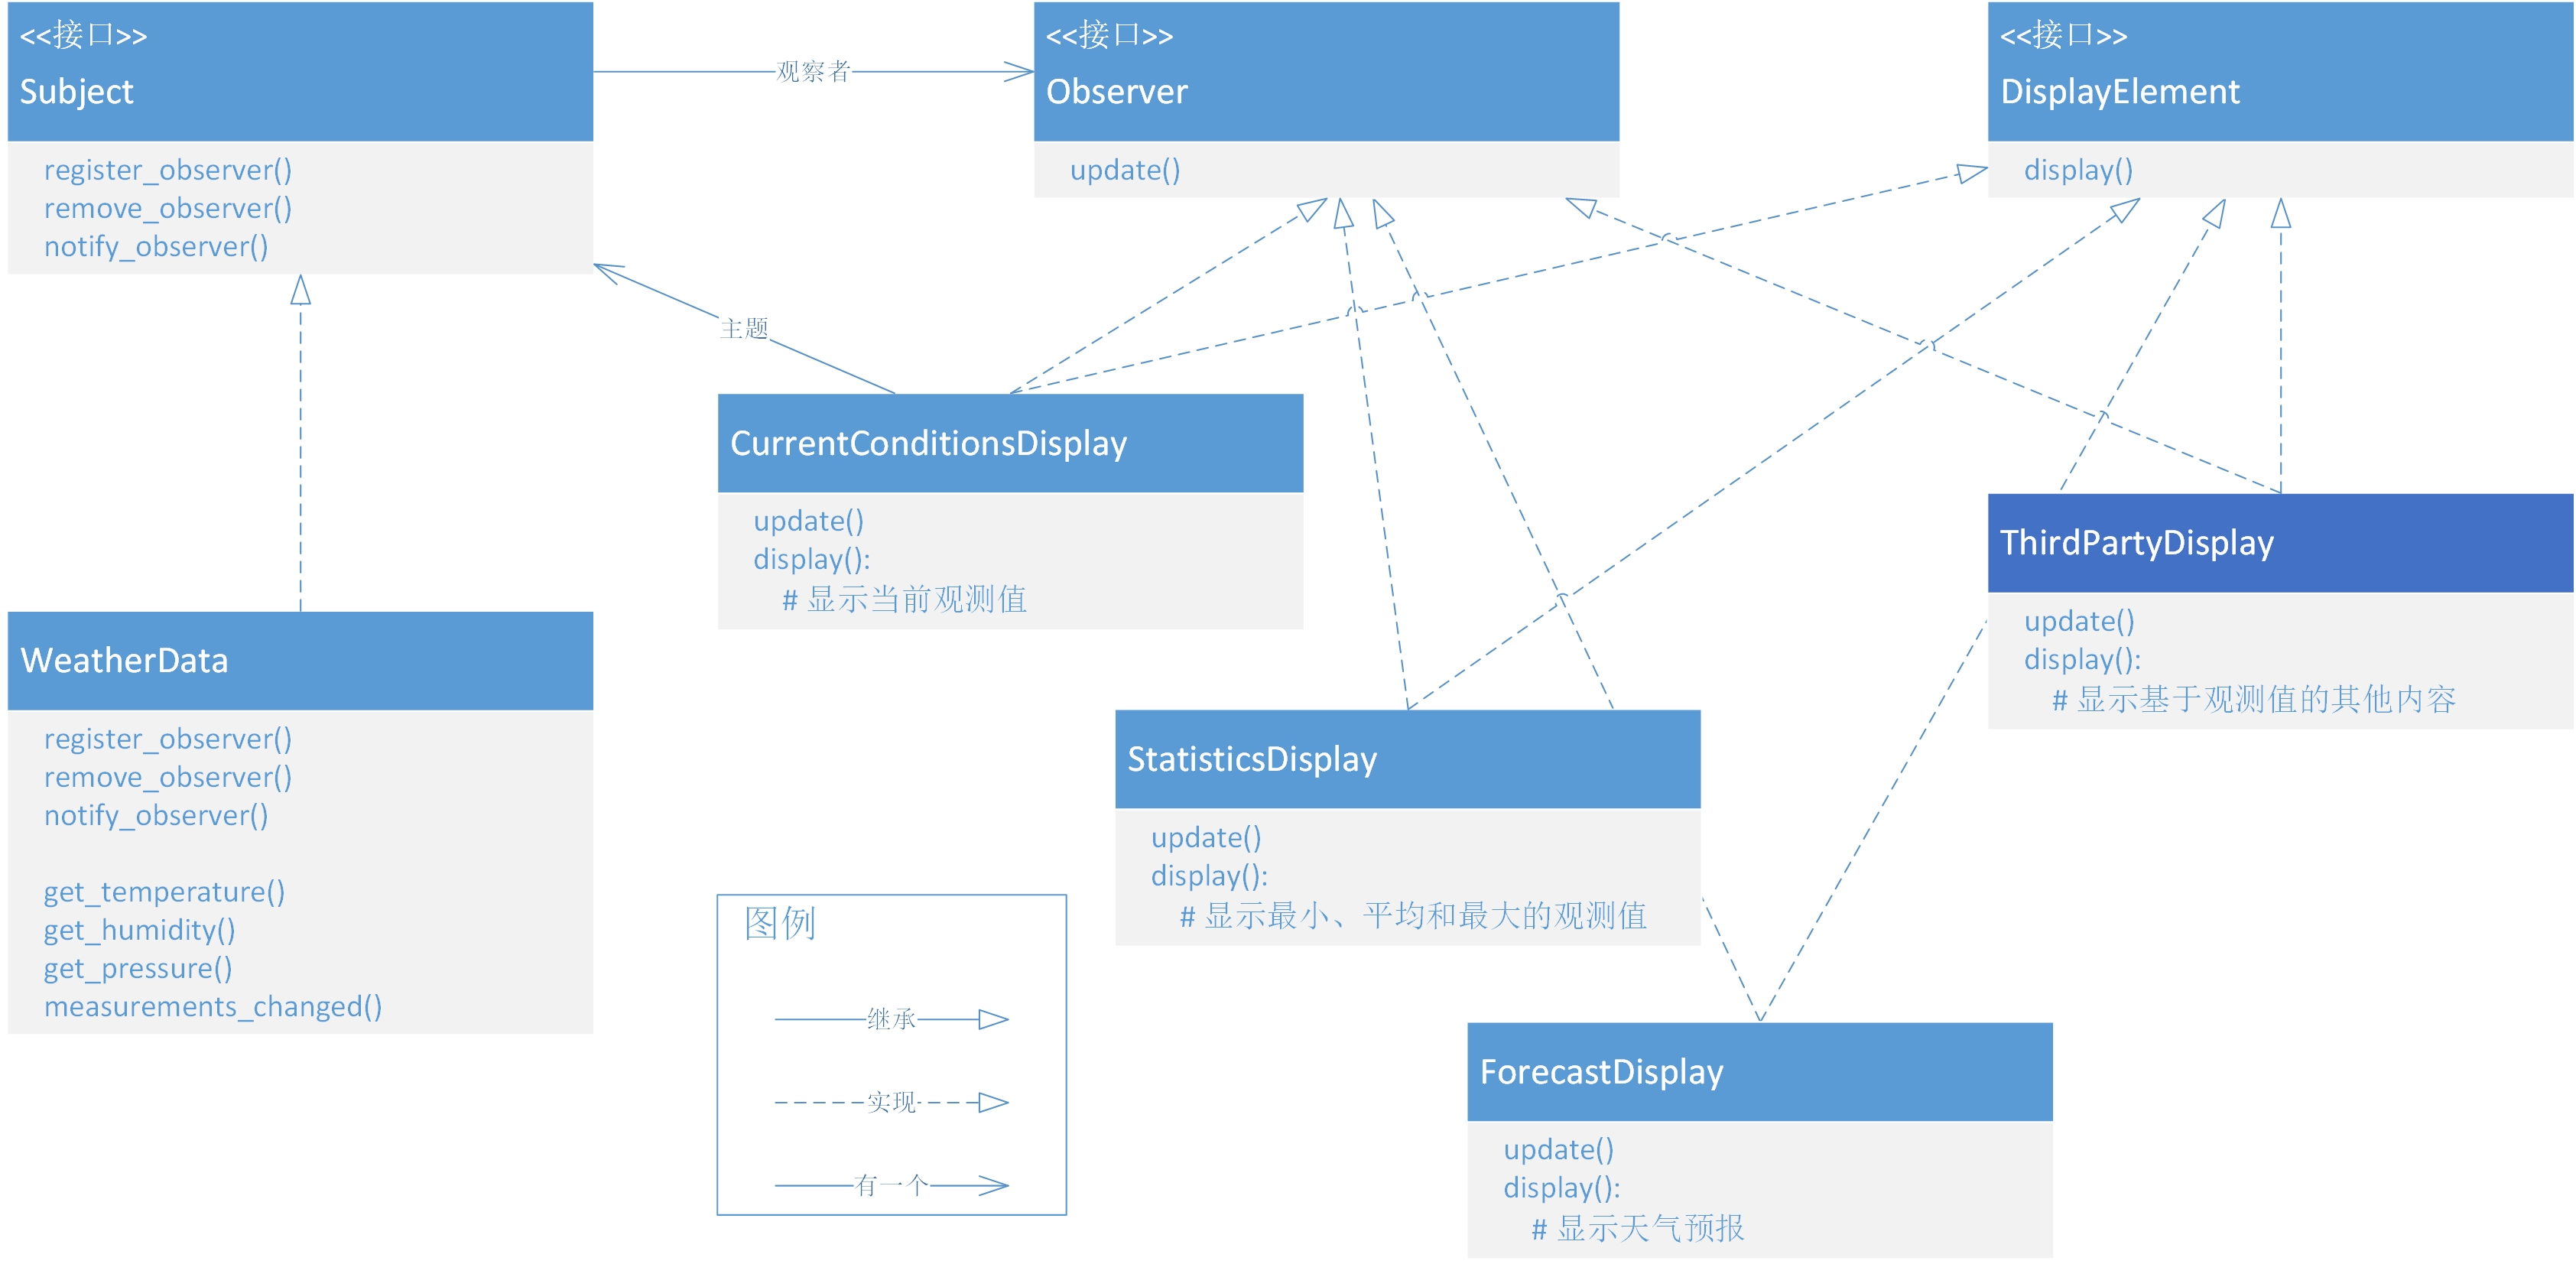 <<接口>>
Subject
register_observer()
remove_observer()
notify_observer()
观察者
<<接口>>
Observer
update()
<<接口>>
DisplayElement
display()
主题
CurrentConditionsDisplay
update()
display():
# 显示当前观测值
ThirdPartyDisplay
update()
display():
# 显示基于观测值的其他内容
WeatherData
register_observer()
remove_observer()
notify_observer()
get_temperature()
get_humidity()
get_pressure()
measurements_changed()
StatisticsDisplay
update()
display():
# 显示最小、平均和最大的观测值
图例
继承
实现
有一个
ForecastDisplay
update()
display():
# 显示天气预报